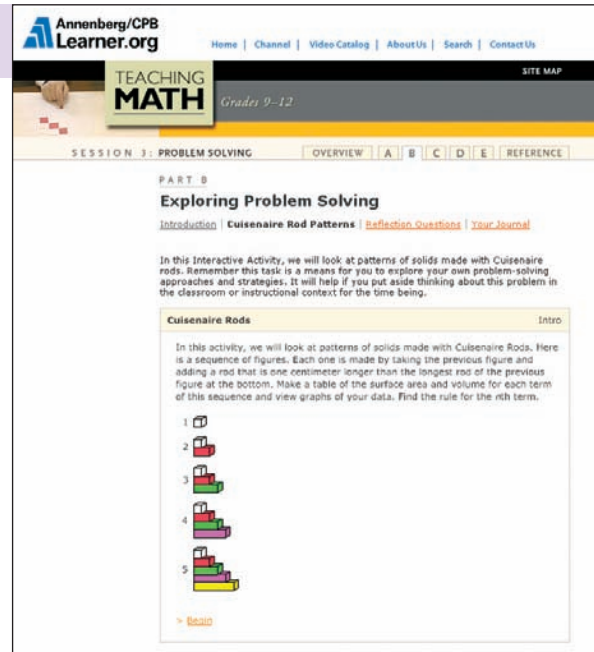 Annenberg/CPB
Learner.org
Home | Channel | Video Catalog | About Us | Search | Contact Us
SITE MAP
TEACHING
MATH
Grades 9–12
SESSION 3: PROBLEM SOLVING
OVERVIEW A B C D E REFERENCE
PART B
Exploring Problem Solving
Introduction | Cuisenaire Rod Patterns | Reflection Questions | Your Journal
In this Interactive Activity, we will look at patterns of solids made with Cuisenaire
rods. Remember this task is a means for you to explore your own problem-solving
approaches and strategies. It will help if you put aside thinking about this problem in
the classroom or instructional context for the time being.
Cuisenaire Rods
Intro
In this activity, we will look at patterns of solids made with Cuisenaire Rods. Here
is a sequence of figures. Each one is made by taking the previous figure and
adding a rod that is one centimeter longer than the longest rod of the previous
figure at the bottom. Make a table of the surface area and volume for each term
of this sequence and view graphs of your data. Find the rule for the nth term.
1
2
3
4
5
> Begin